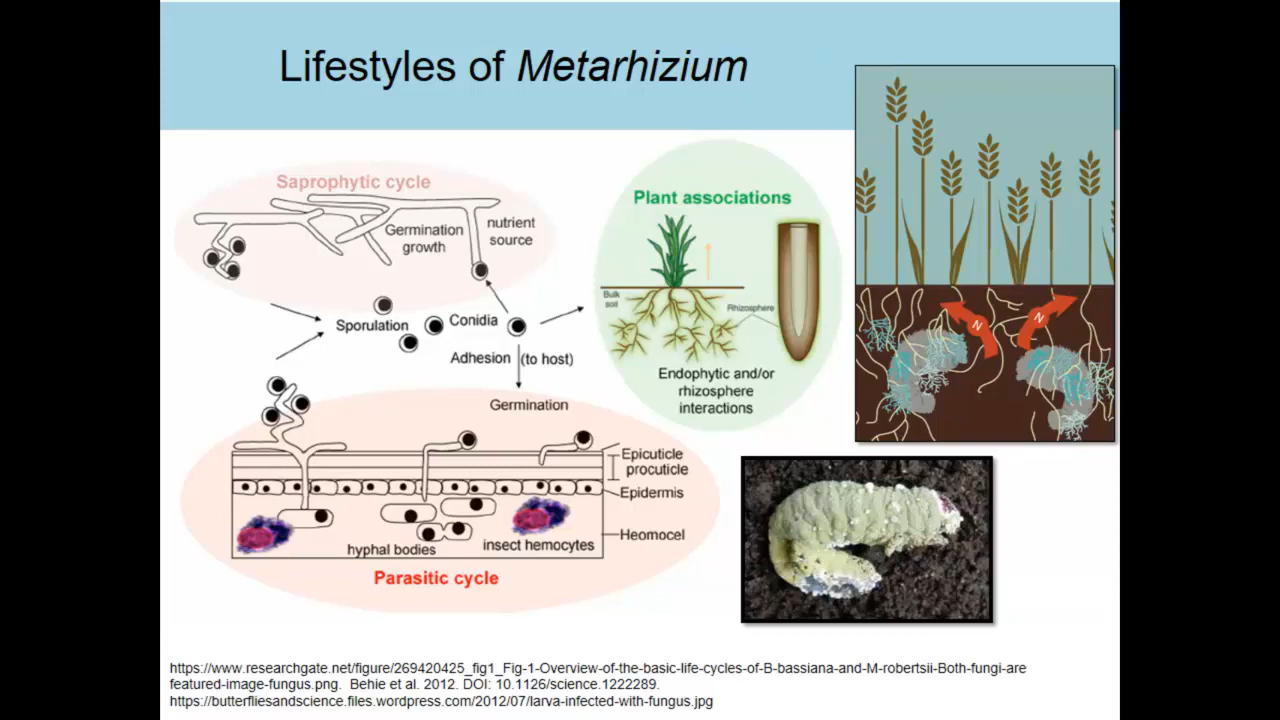 Lifestyles of Metarhizium
Saprophytic cycle
Germination
growth
nutrient
source
Sporulation
Conidia
Adhesion
(to host)
Germination
Plant associations
Bulk
soil
Rhizosphere
Endophytic and/or
rhizosphere
interactions
N
N
Epicuticle
procuticle
Epidermis
Heomocel
hyphal bodies
insect hemocytes
Parasitic cycle
https://www.researchgate.net/figure/269420425_fig1_Fig-1-Overview-of-the-basic-life-cycles-of-B-bassiana-and-M-robertsii-Both-fungi-are
featured-image-fungus.png. Behie et al. 2012. DOI: 10.1126/science.1222289.
https://butterfliesandscience.files.wordpress.com/2012/07/larva-infected-with-fungus.jpg